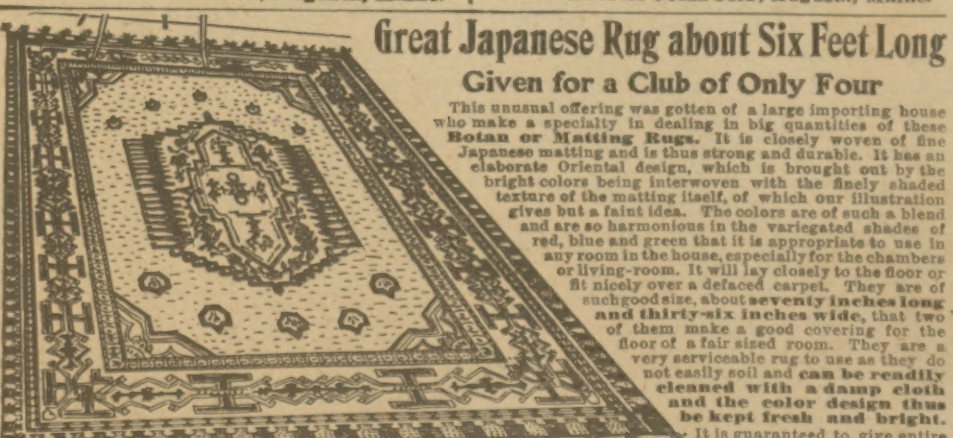 Great Japanese Rug about Six Feet Long
Given for a Club of Only Four
This unusual offering was gotten of a large importing house
who make a specialty in dealing in big quantities of these
Botan or Matting Rugs. It is closely woven of fine
Japanese matting and is thus strong and durable. It has an
elaborate Oriental design, which is brought out by the
bright colors being interwoven with the finely shaded
texture of the matting itself, of which our illustration
gives but a faint idea. The colors are of such a blend
and are so harmonious in the variegated shades of
red, blue and green that it is appropriate to use in
any room in the house, especially for the chambers
or living-room. It will lay closely to the floor or
fit nicely over a defaced carpet. They are of
such good size, about seventy inches long
and thirty-six inches wide, that two
of them make a good covering for the
floor of a fair sized room. They are a
very serviceable rug to use as they do
not easily soil and can be readily
cleaned with a damp cloth
and the color design thus
be kept fresh and bright.
It is guaranteed to give entire